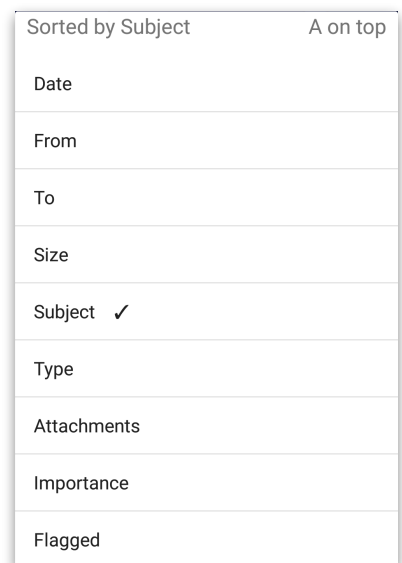 Sorted by Subject A on top
Date
From
To
Size
Subject ✓
Type
Attachments
Importance
Flagged